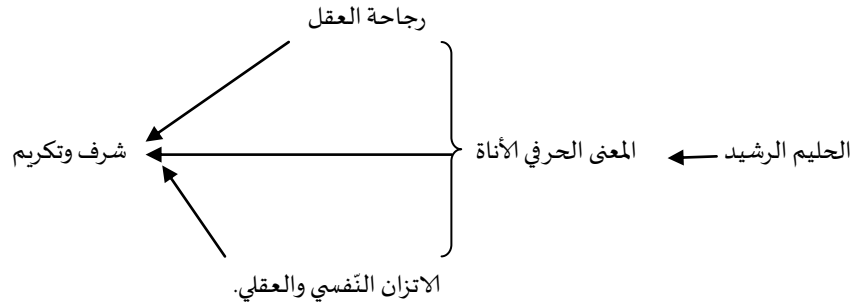 رجاحة العقل
الحليم الرشيد المعنى الحرفي الأناة شرف وتكريم
الاتزان النّفسي والعقلي.